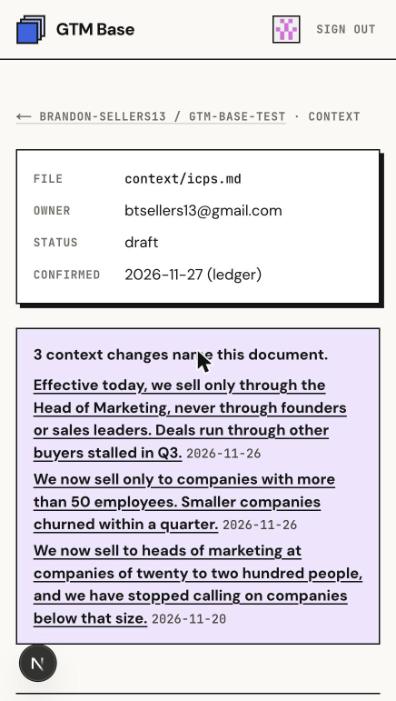 GTM Base
SIGN OUT
← BRANDON-SELLERS13 / GTM-BASE-TEST · CONTEXT
FILE context/icps.md
OWNER btsellers13@gmail.com
STATUS draft
CONFIRMED 2026-11-27 (ledger)
3 context changes name this document.
Effective today, we sell only through the
Head of Marketing, never through founders
or sales leaders. Deals run through other
buyers stalled in Q3. 2026-11-26
We now sell only to companies with more
than 50 employees. Smaller companies
churned within a quarter. 2026-11-26
We now sell to heads of marketing at
companies of twenty to two hundred people,
and we have stopped calling on companies
below that size. 2026-11-20
N